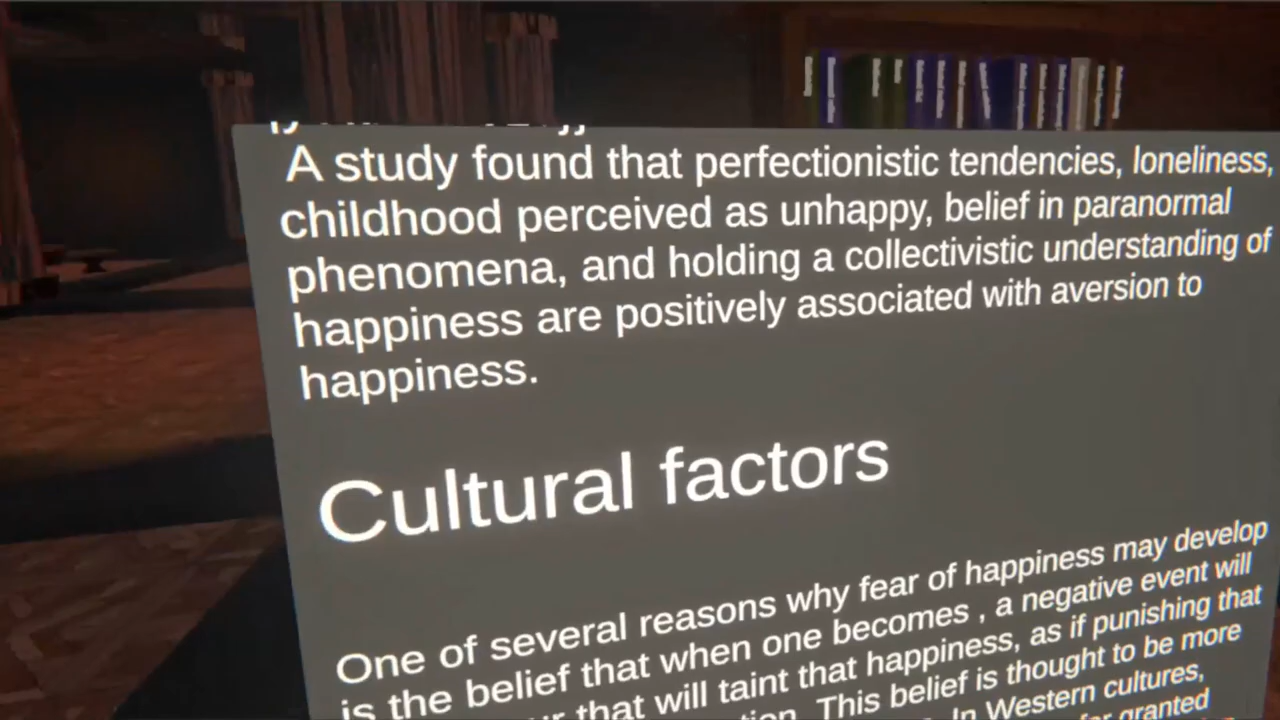 A study found that perfectionistic tendencies, loneliness,
childhood perceived as unhappy, belief in paranormal
phenomena, and holding a collectivistic understanding of
happiness are positively associated with aversion to
happiness.
Cultural factors
One of several reasons why fear of happiness may develop
is the belief that when one becomes , a negative event will
that will taint that happiness, as if punishing that
This belief is thought to be more
In Western cultures,
for granted